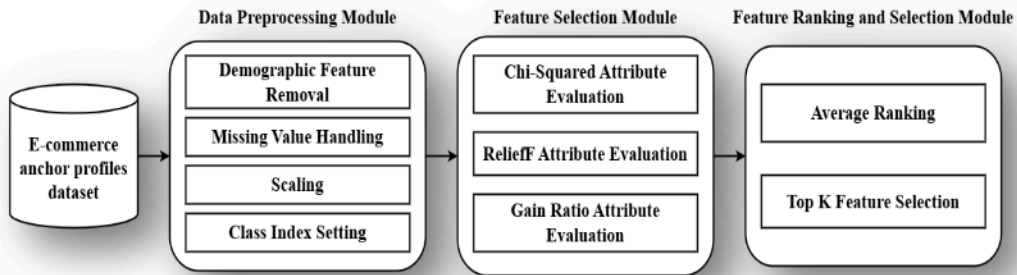 Data Preprocessing Module
Feature Selection Module
Feature Ranking and Selection Module
E-commerce
anchor profiles
dataset
Demographic Feature
Removal
Missing Value Handling
Scaling
Class Index Setting
Chi-Squared Attribute
Evaluation
ReliefF Attribute Evaluation
Gain Ratio Attribute
Evaluation
Average Ranking
Top K Feature Selection